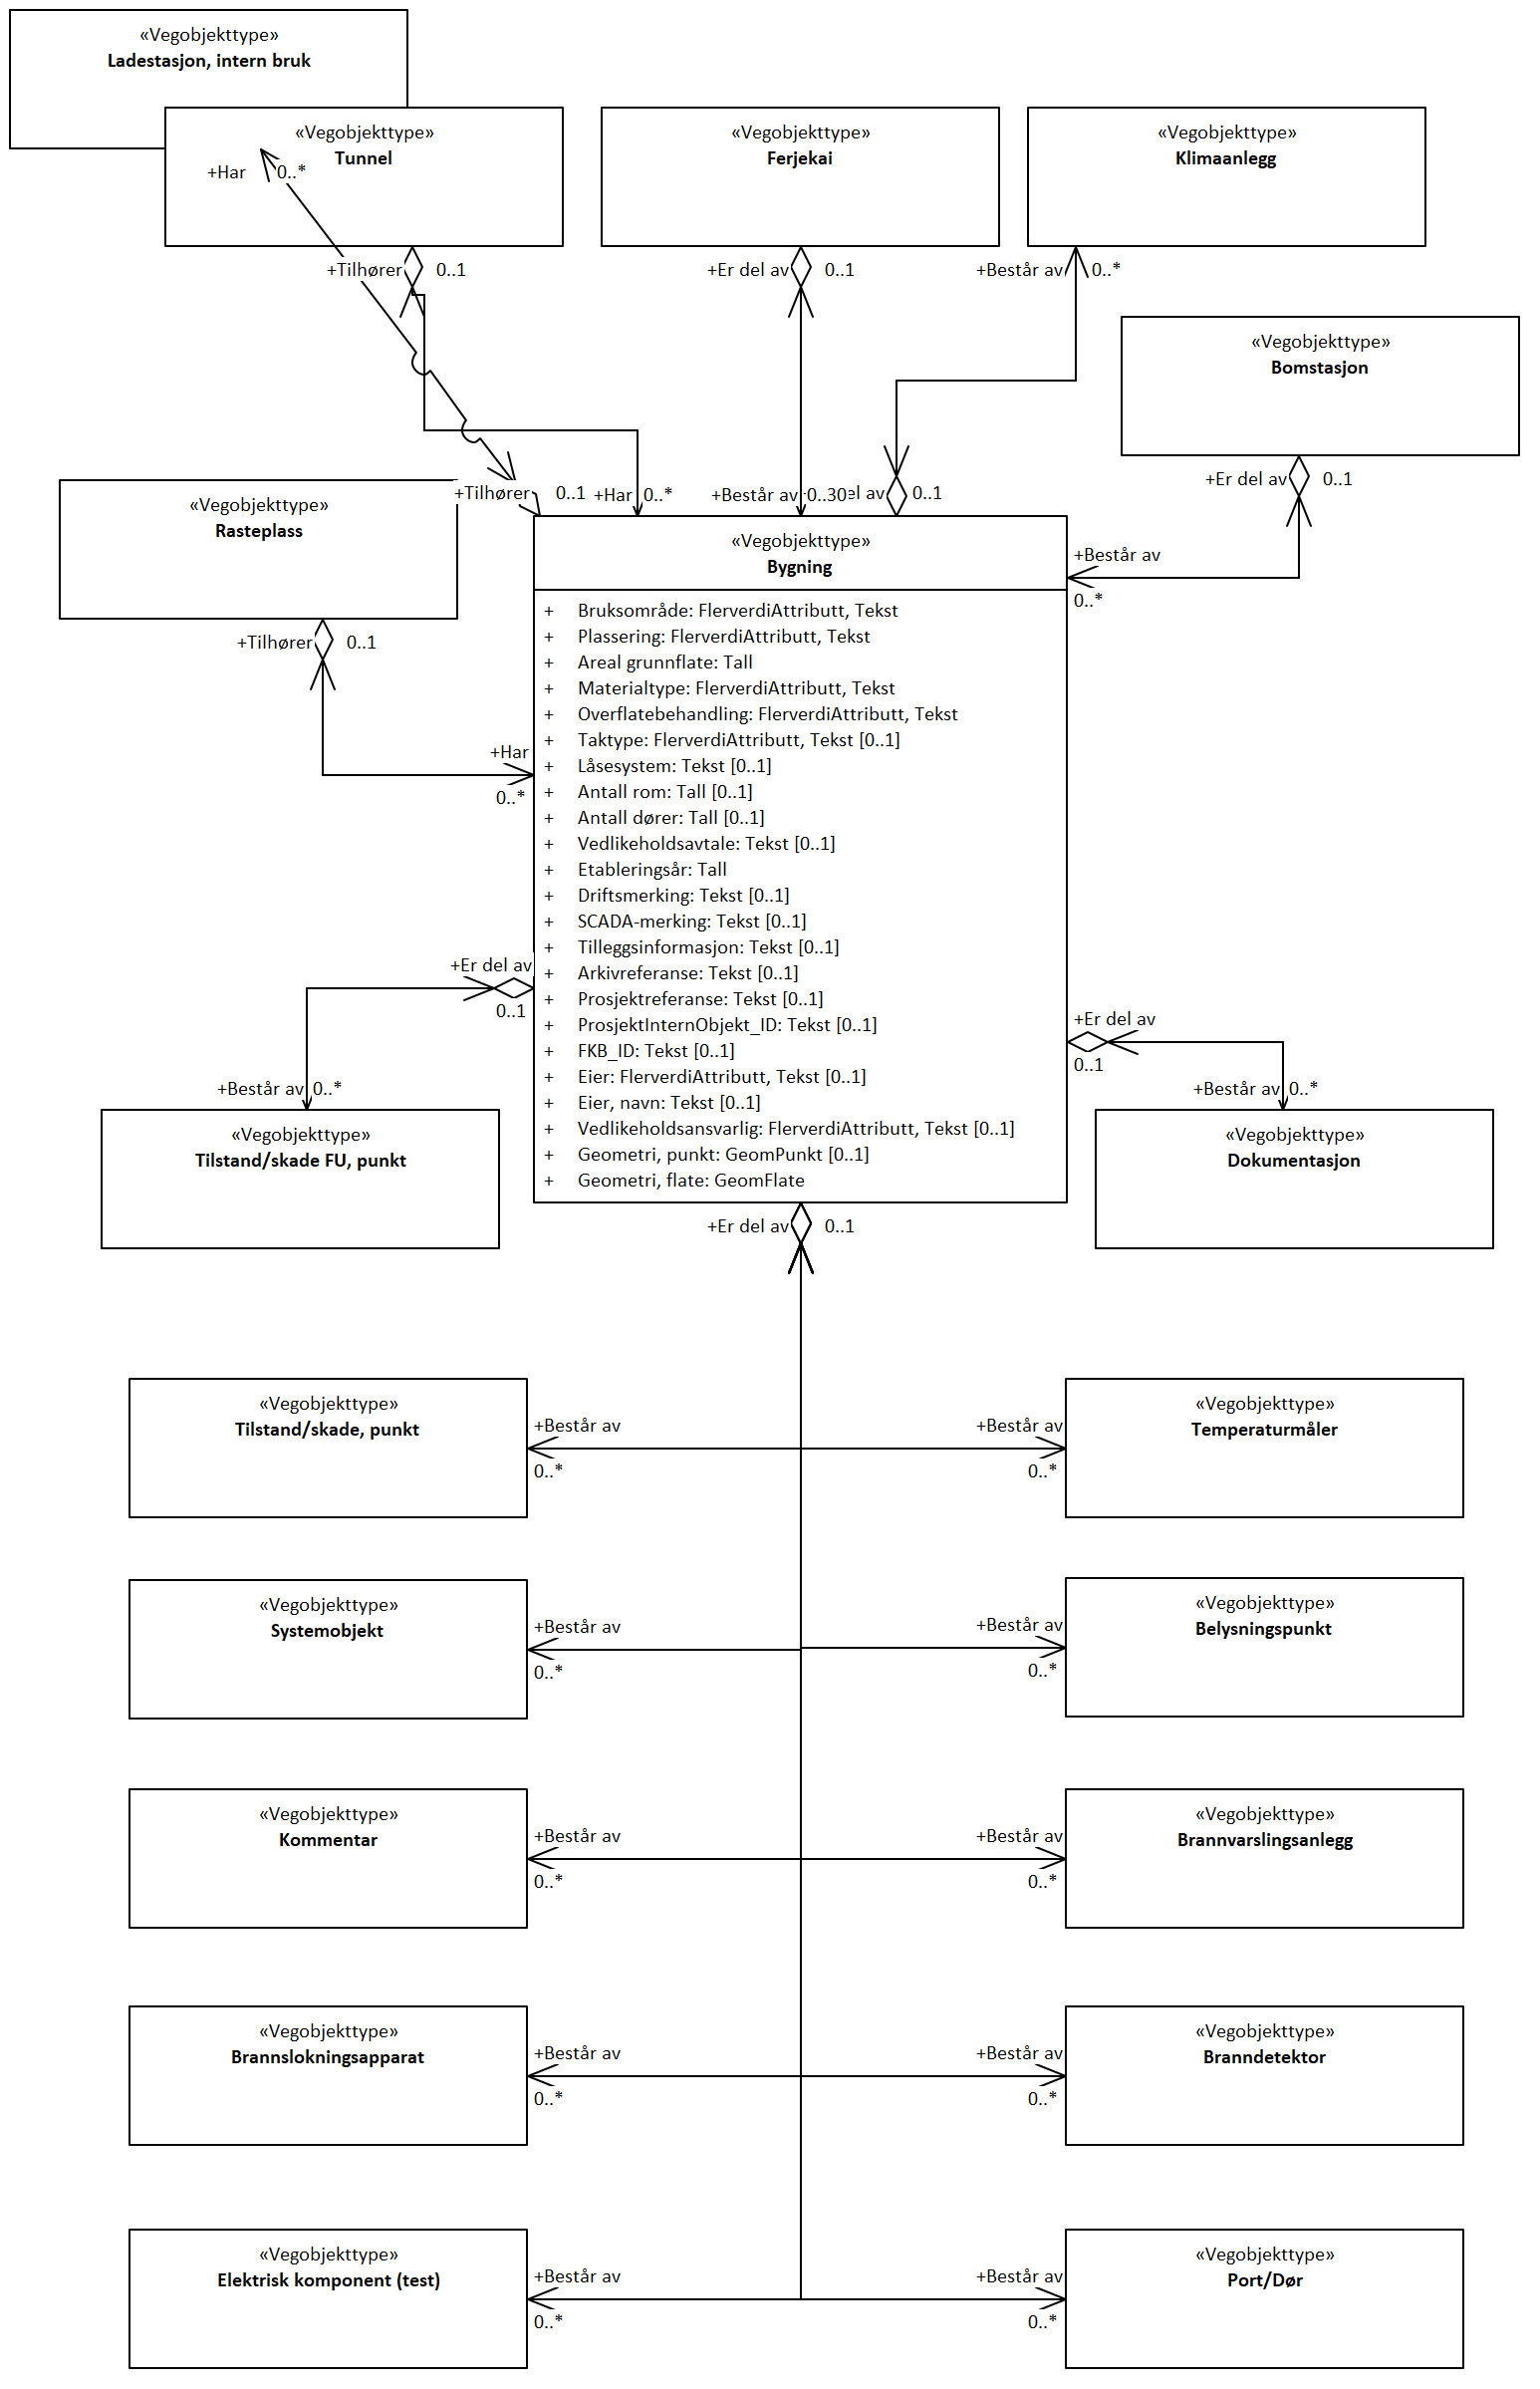 «Vegobjekttype»
Ladestasjon, intern bruk
«Vegobjekttype»
Tunnel
«Vegobjekttype»
Ferjekai
«Vegobjekttype»
Klimaanlegg
+Har 0..*
+Tilhører 0..1
+Er del av 0..1
+Består av 0..*
«Vegobjekttype»
Bomstasjon
+Er del av 0..1
«Vegobjekttype»
Rasteplass
+Tilhører 0..1
+Har 0..*
+Består av 0..30
el av 0..1
+Består av
0..*
+Tilhører 0..1
+Har
0..*
«Vegobjekttype»
Bygning
+ Bruksområde: FlerverdiAttributt, Tekst
+ Plassering: FlerverdiAttributt, Tekst
+ Areal grunnflate: Tall
+ Materialtype: FlerverdiAttributt, Tekst
+ Overflatebehandling: FlerverdiAttributt, Tekst
+ Taktype: FlerverdiAttributt, Tekst [0..1]
+ Låsesystem: Tekst [0..1]
+ Antall rom: Tall [0..1]
+ Antall dører: Tall [0..1]
+ Vedlikeholdsavtale: Tekst [0..1]
+ Etableringsår: Tall
+ Driftsmerking: Tekst [0..1]
+ SCADA-merking: Tekst [0..1]
+ Tilleggsinformasjon: Tekst [0..1]
+ Arkivreferanse: Tekst [0..1]
+ Prosjektreferanse: Tekst [0..1]
+ ProsjektInternObjekt_ID: Tekst [0..1]
+ FKB_ID: Tekst [0..1]
+ Eier: FlerverdiAttributt, Tekst [0..1]
+ Eier, navn: Tekst [0..1]
+ Vedlikeholdsansvarlig: FlerverdiAttributt, Tekst [0..1]
+ Geometri, punkt: GeomPunkt [0..1]
+ Geometri, flate: GeomFlate
+Er del av
0..1
+Består av 0..*
«Vegobjekttype»
Tilstand/skade FU, punkt
+Er del av
0..1
+Består av 0..*
«Vegobjekttype»
Dokumentasjon
+Er del av 0..1
«Vegobjekttype»
Tilstand/skade, punkt
+Består av
0..*
+Består av
0..*
«Vegobjekttype»
Temperaturmåler
«Vegobjekttype»
Systemobjekt
+Består av
0..*
+Består av
0..*
«Vegobjekttype»
Belysningspunkt
«Vegobjekttype»
Kommentar
+Består av
0..*
+Består av
0..*
«Vegobjekttype»
Brannvarslingsanlegg
«Vegobjekttype»
Brannslokningsapparat
+Består av
0..*
+Består av
0..*
«Vegobjekttype»
Branndetektor
«Vegobjekttype»
Elektrisk komponent (test)
+Består av
0..*
+Består av
0..*
«Vegobjekttype»
Port/Dør